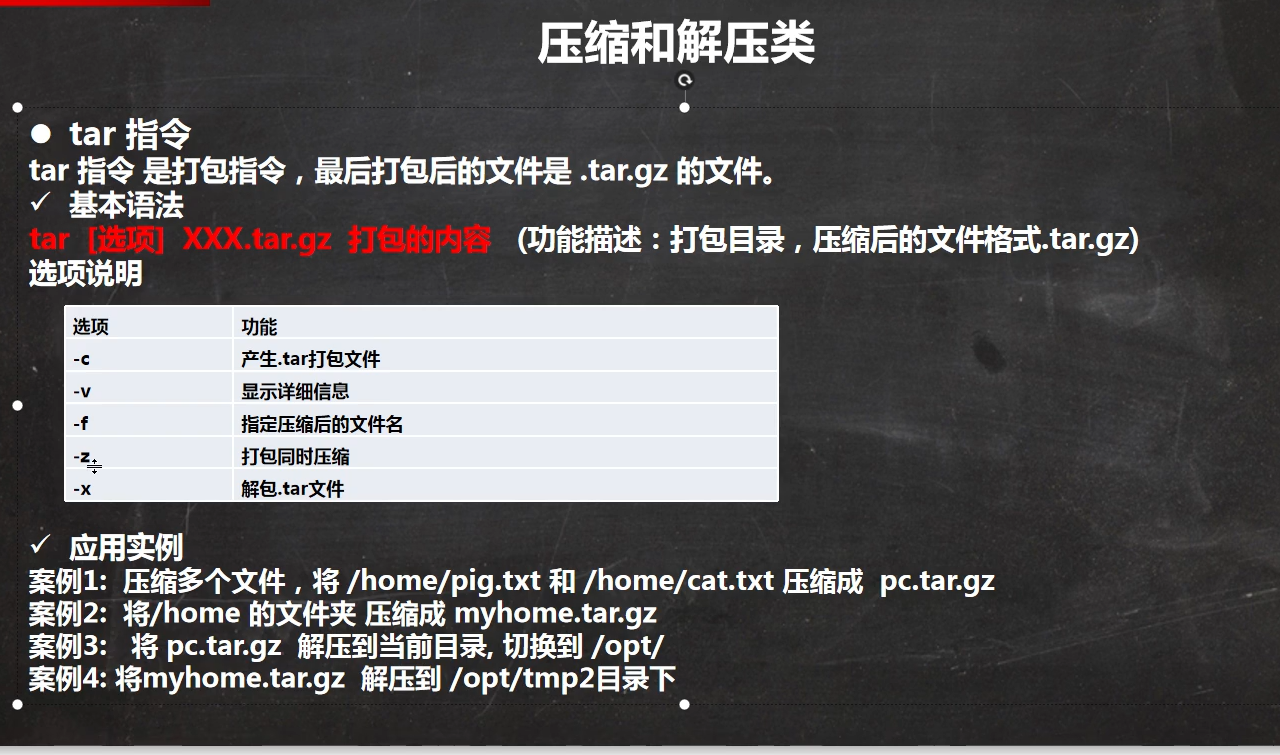 压缩和解压类
● tar 指令
tar 指令 是打包指令，最后打包后的文件是 .tar.gz 的文件。
✓ 基本语法
tar [选项] XXX.tar.gz 打包的内容 (功能描述：打包目录，压缩后的文件格式.tar.gz)
选项说明
选项 功能
-c 产生.tar打包文件
-v 显示详细信息
-f 指定压缩后的文件名
-z 打包同时压缩
-x 解包.tar文件
✓ 应用实例
案例1: 压缩多个文件，将 /home/pig.txt 和 /home/cat.txt 压缩成 pc.tar.gz
案例2: 将/home 的文件夹 压缩成 myhome.tar.gz
案例3: 将 pc.tar.gz 解压到当前目录, 切换到 /opt/
案例4: 将myhome.tar.gz 解压到 /opt/tmp2目录下